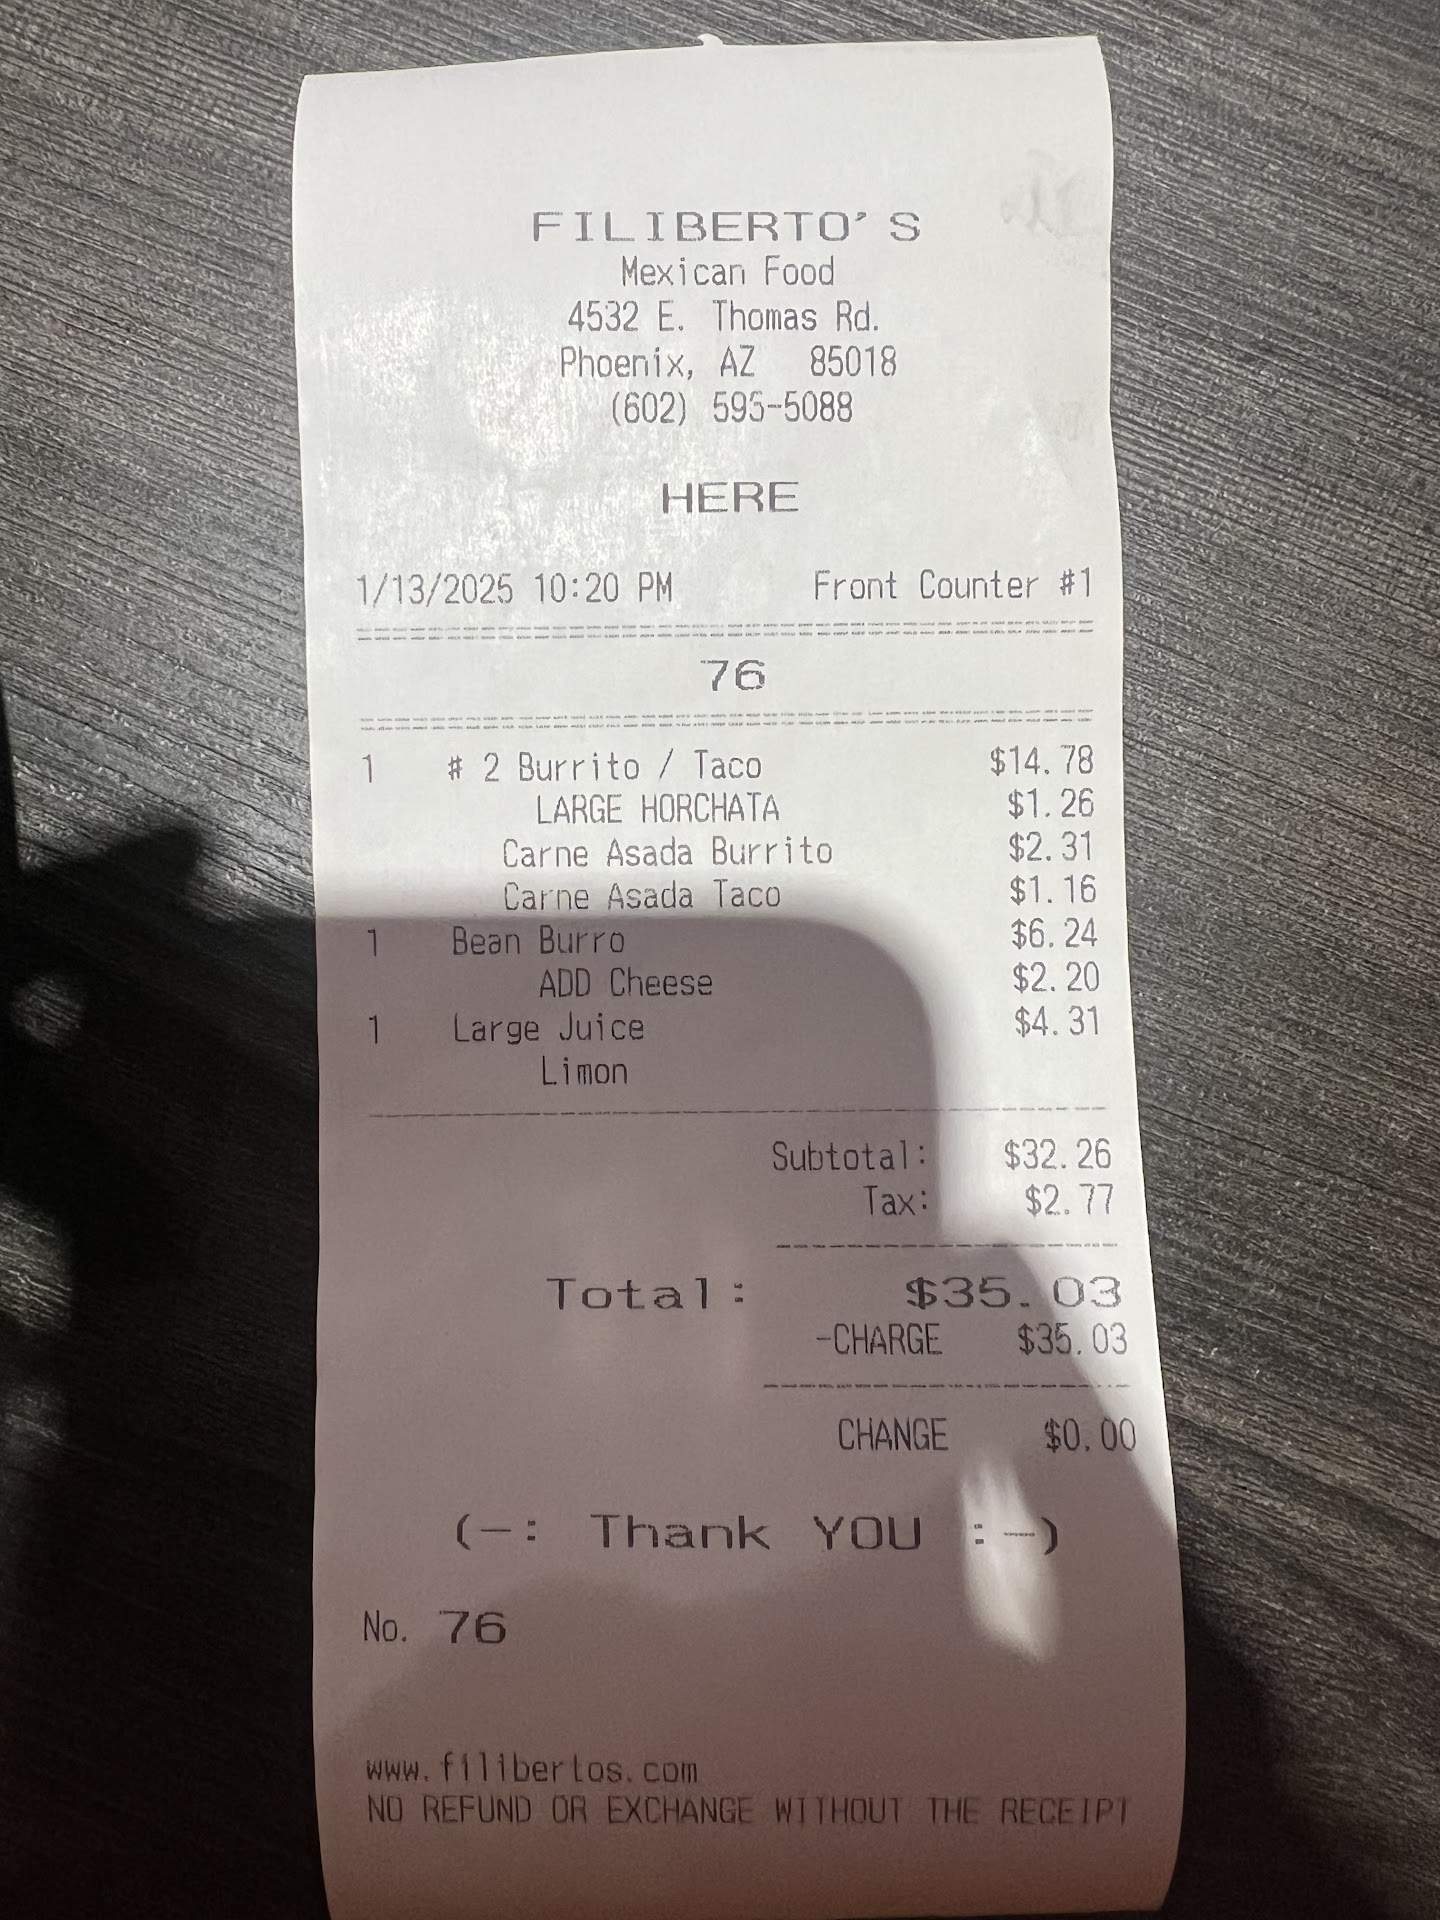 FILIBERTO'S
Mexican Food
4532 E. Thomas Rd.
Phoenix, AZ 85018
(602) 595-5088
HERE
1/13/2025 10:20 PM Front Counter #1
76
1 # 2 Burrito / Taco $14.78
LARGE HORCHATA $1.26
Carne Asada Burrito $2.31
Carne Asada Taco $1.16
1 Bean Burro $6.24
ADD Cheese $2.20
1 Large Juice $4.31
Limon
Subtotal: $32.26
Tax: $2.77
Total: $35.03
-CHARGE $35.03
CHANGE $0.00
(-: Thank YOU :-)
No. 76
www.filibertos.com
NO REFUND OR EXCHANGE WITHOUT THE RECEIPT